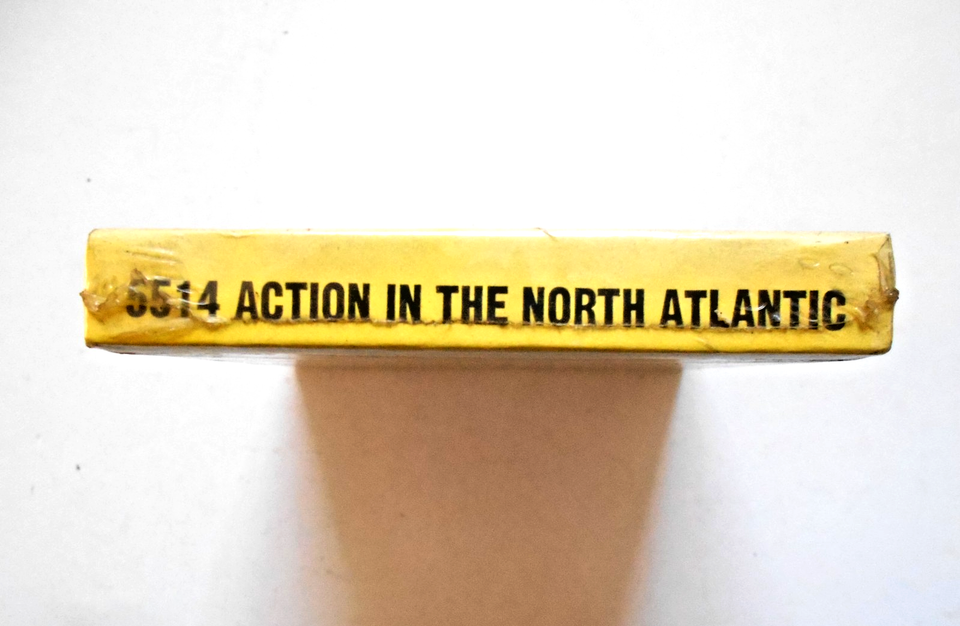 5514 ACTION IN THE NORTH ATLANTIC